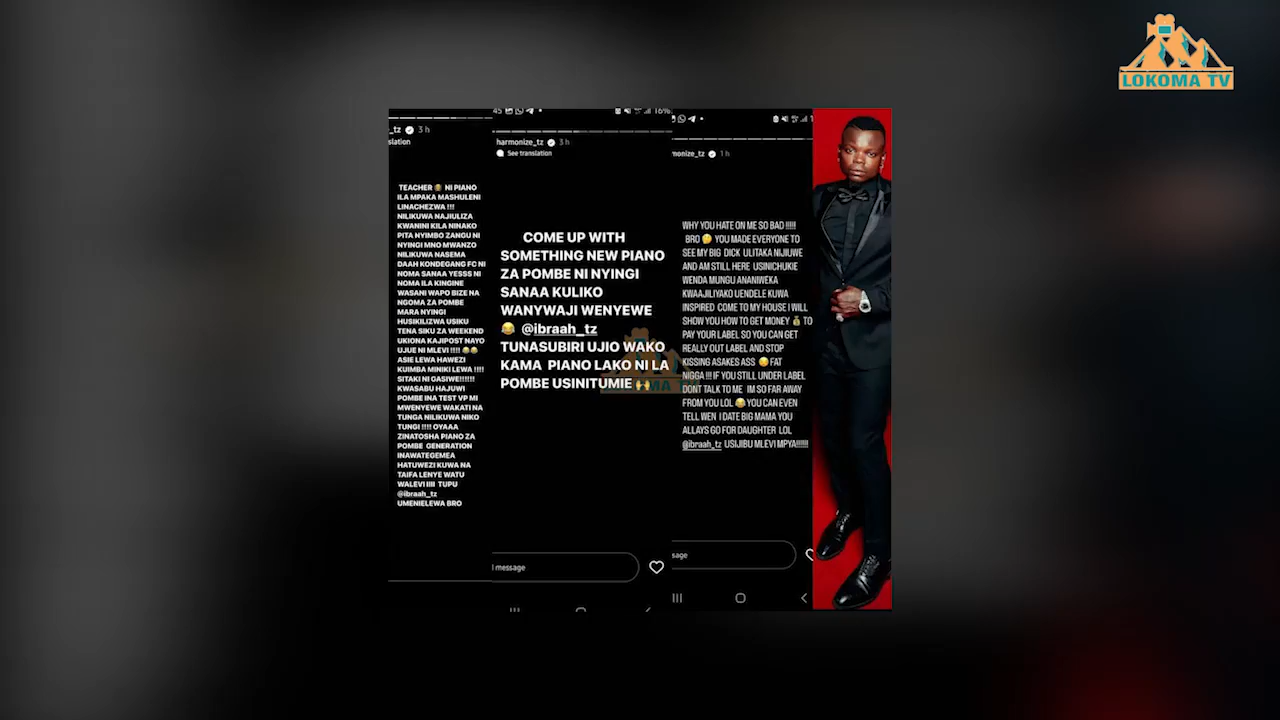 LOKOMA TV
_tz 3 h
slation
TEACHER NI PIANO
ILA MPAKA MASHULENI
LINACHEZWA !!!
NILIKUWA NAJIULIZA
KWANINI KILA NINAKO
PITA NYIMBO ZANGU NI
NYINGI MNO MWANZO
NILIKUWA NASEMA
DAAH KONDEGANG FC NI
NOMA SANAA YESSS NI
NOMA ILA KINGINE
WASANI WAPO BIZE NA
NGOMA ZA POMBE
MARA NYINGI
HUSIKILIZWA USIKU
TENA SIKU ZA WEEKEND
UKIONA KAJIPOST NAYO
UJUE NI MLEVI !!!! 😂😂
ASIE LEWA HAWEZI
KUIMBA MINIKI LEWA !!!!
SITAKI NI GASIWE!!!!!!
KWASABU HAJUWI
POMBE INA TEST VP MI
MWENYEWE WAKATI NA
TUNGA NILIKUWA NIKO
TUNGI !!!! OYAAA
ZINATOSHA PIANO ZA
POMBE GENERATION
INAWATEGEMEA
HATUWEZI KUWA NA
TAIFA LENYE WATU
WALEVI IIII TUPU
@ibraah_tz
UMENIELEWA BRO
45 16%
harmonize_tz 3 h
See translation
COME UP WITH
SOMETHING NEW PIANO
ZA POMBE NI NYINGI
SANAA KULIKO
WANYWAJI WENYEWE
😂 @ibraah_tz
TUNASUBIRI UJIO WAKO
KAMA PIANO LAKO NI LA
POMBE USINITUMIE 🙌
message
monize_tz 1 h
WHY YOU HATE ON ME SO BAD !!!!!
BRO 🤔 YOU MADE EVERYONE TO
SEE MY BIG DICK ULITAKA NIJIUWE
AND AM STILL HERE USINICHUKIE
WENDA MUNGU ANANIWEKA
KWAAJILIYAKO UENDELE KUWA
INSPIRED COME TO MY HOUSE I WILL
SHOW YOU HOW TO GET MONEY 💰 TO
PAY YOUR LABEL SO YOU CAN GET
REALLY OUT LABEL AND STOP
KISSING ASAKES ASS 😂 FAT
NIGGA !!! IF YOU STILL UNDER LABEL
DONT TALK TO ME IM SO FAR AWAY
FROM YOU LOL 😂 YOU CAN EVEN
TELL WEN I DATE BIG MAMA YOU
ALLAYS GO FOR DAUGHTER LOL
@ibraah_tz USIJIBU MLEVI MPYA!!!!!!
sage